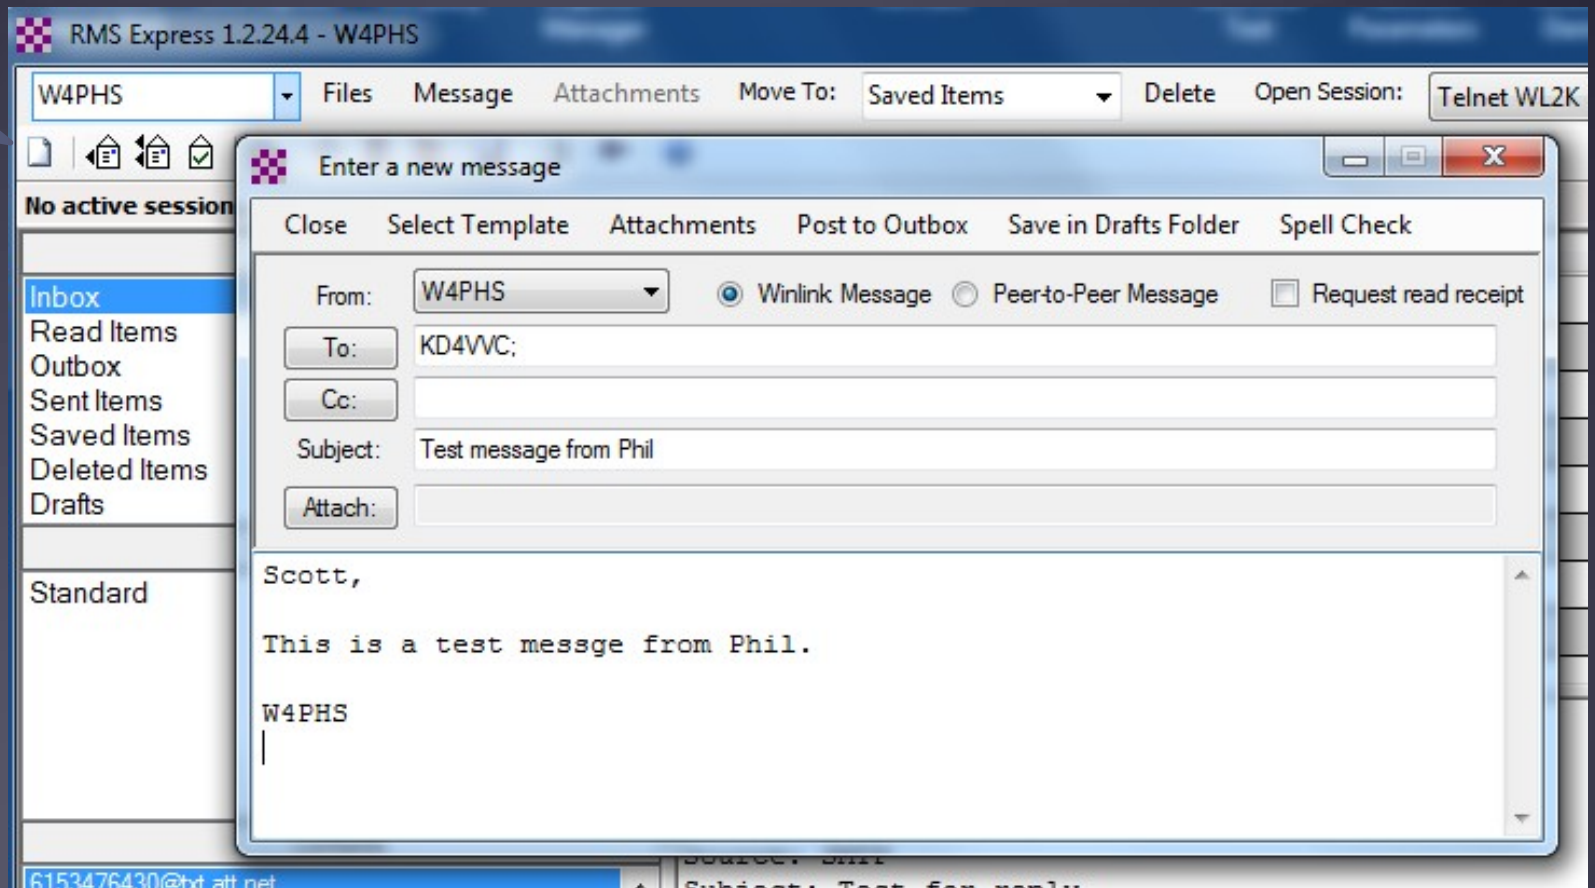 RMS Express 1.2.24.4 - W4PHS
W4PHS Files Message Attachments Move To: Saved Items Delete Open Session: Telnet WL2K
No active session
Enter a new message
Close Select Template Attachments Post to Outbox Save in Drafts Folder Spell Check
From: W4PHS Winlink Message Peer-to-Peer Message Request read receipt
To: KD4VVC;
Cc:
Subject: Test message from Phil
Attach:
Inbox
Read Items
Outbox
Sent Items
Saved Items
Deleted Items
Drafts
Standard
Scott,
This is a test messge from Phil.
W4PHS
6153476430@txt.att.net
Subject: Test for reply